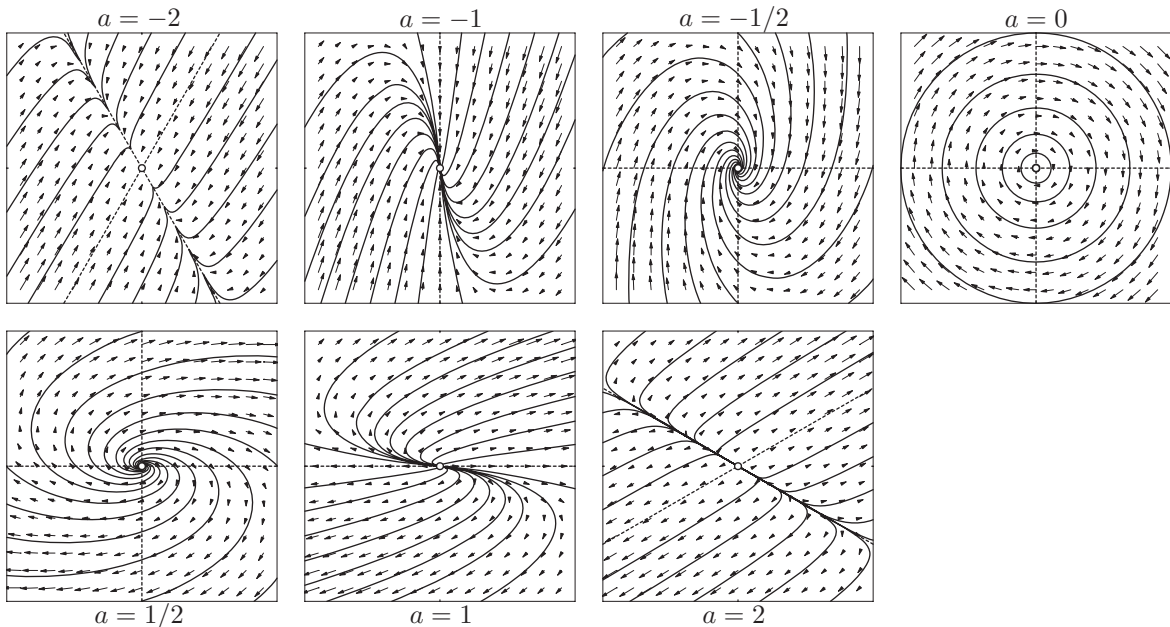 a = −2
a = −1
a = −1/2
a = 0
a = 1/2
a = 1
a = 2